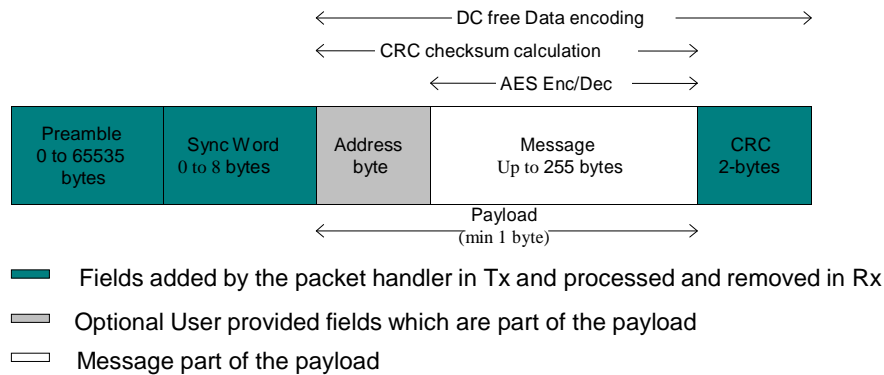 DC free Data encoding
CRC checksum calculation
AES Enc/Dec
Preamble
0 to 65535
bytes
Sync Word
0 to 8 bytes
Address
byte
Message
Up to 255 bytes
CRC
2-bytes
Payload
(min 1 byte)
Fields added by the packet handler in Tx and processed and removed in Rx
Optional User provided fields which are part of the payload
Message part of the payload